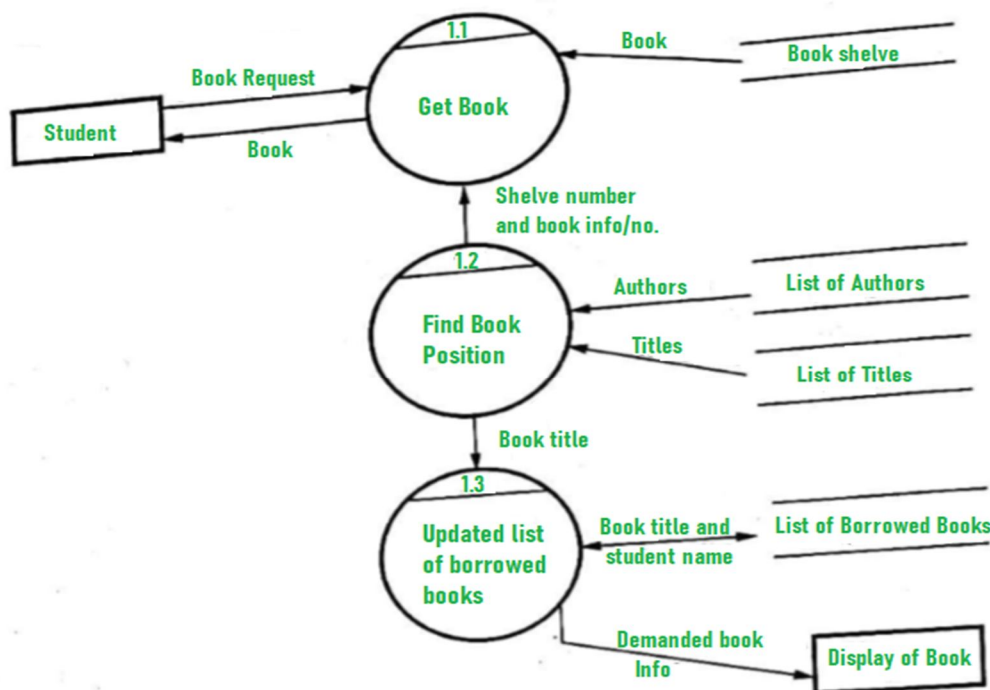 1.1
Book
Book shelve
Book Request
Get Book
Student
Book
Shelve number
and book info/no.
1.2
Authors
List of Authors
Find Book
Position
Titles
List of Titles
Book title
1.3
Updated list
of borrowed
books
Book title and
student name
List of Borrowed Books
Demanded book
Info
Display of Book